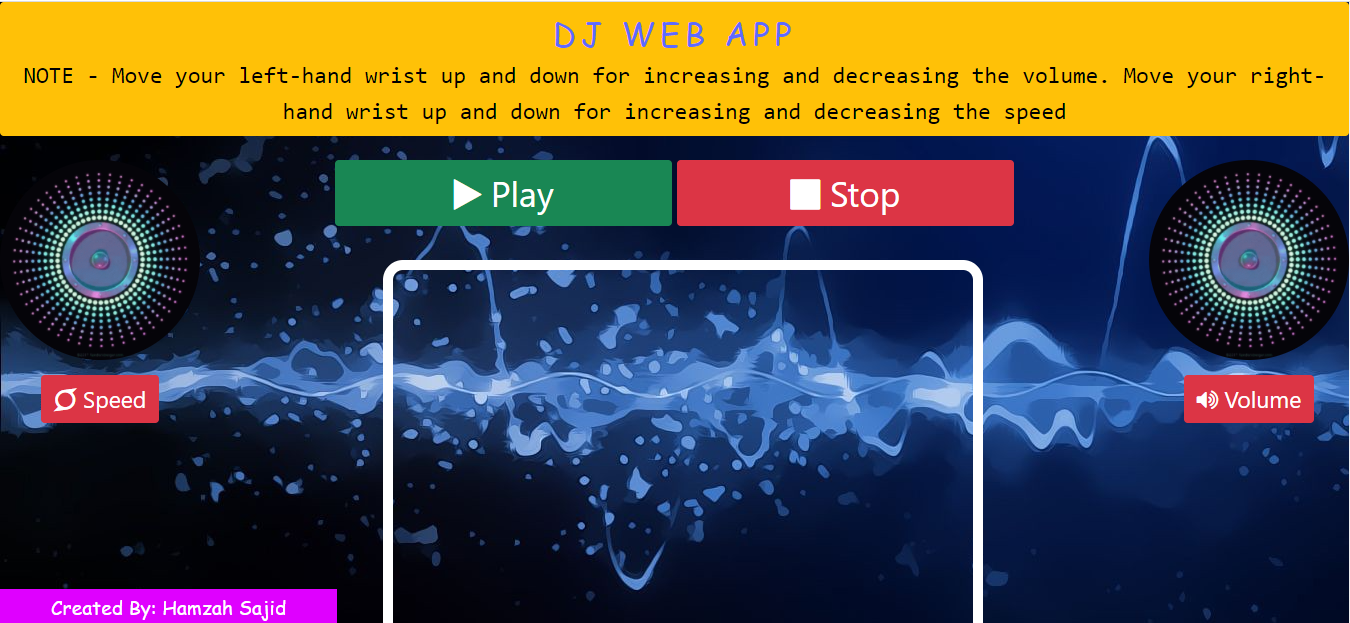 DJ WEB APP
NOTE - Move your left-hand wrist up and down for increasing and decreasing the volume. Move your right-
hand wrist up and down for increasing and decreasing the speed
Play
Stop
Speed
Volume
Created By: Hamzah Sajid